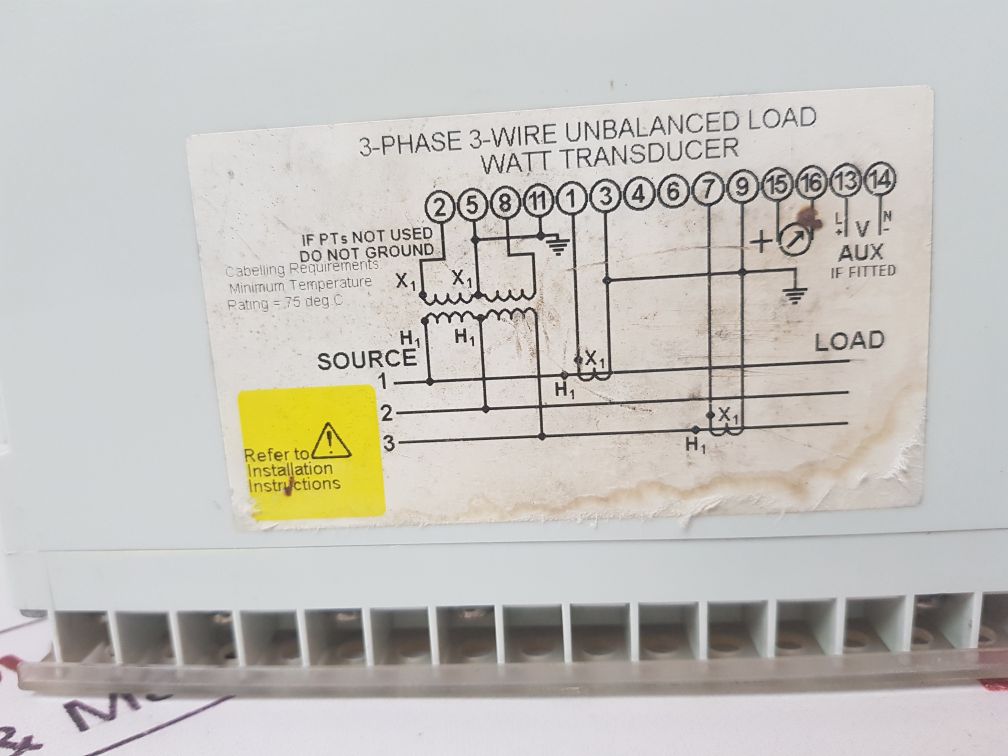 3-PHASE 3-WIRE UNBALANCED LOAD
WATT TRANSDUCER
2 5 8 11 1 3 4 6 7 9 15 16 13 14
IF PTs NOT USED
DO NOT GROUND
Cabelling Requirements
Minimum Temperature
Rating = 75 deg C
X1 X1
+
L + V N -
AUX
IF FITTED
H1 H1
SOURCE
LOAD
1
X1
H1
2
X1
3
H1
Refer to
Installation
Instructions